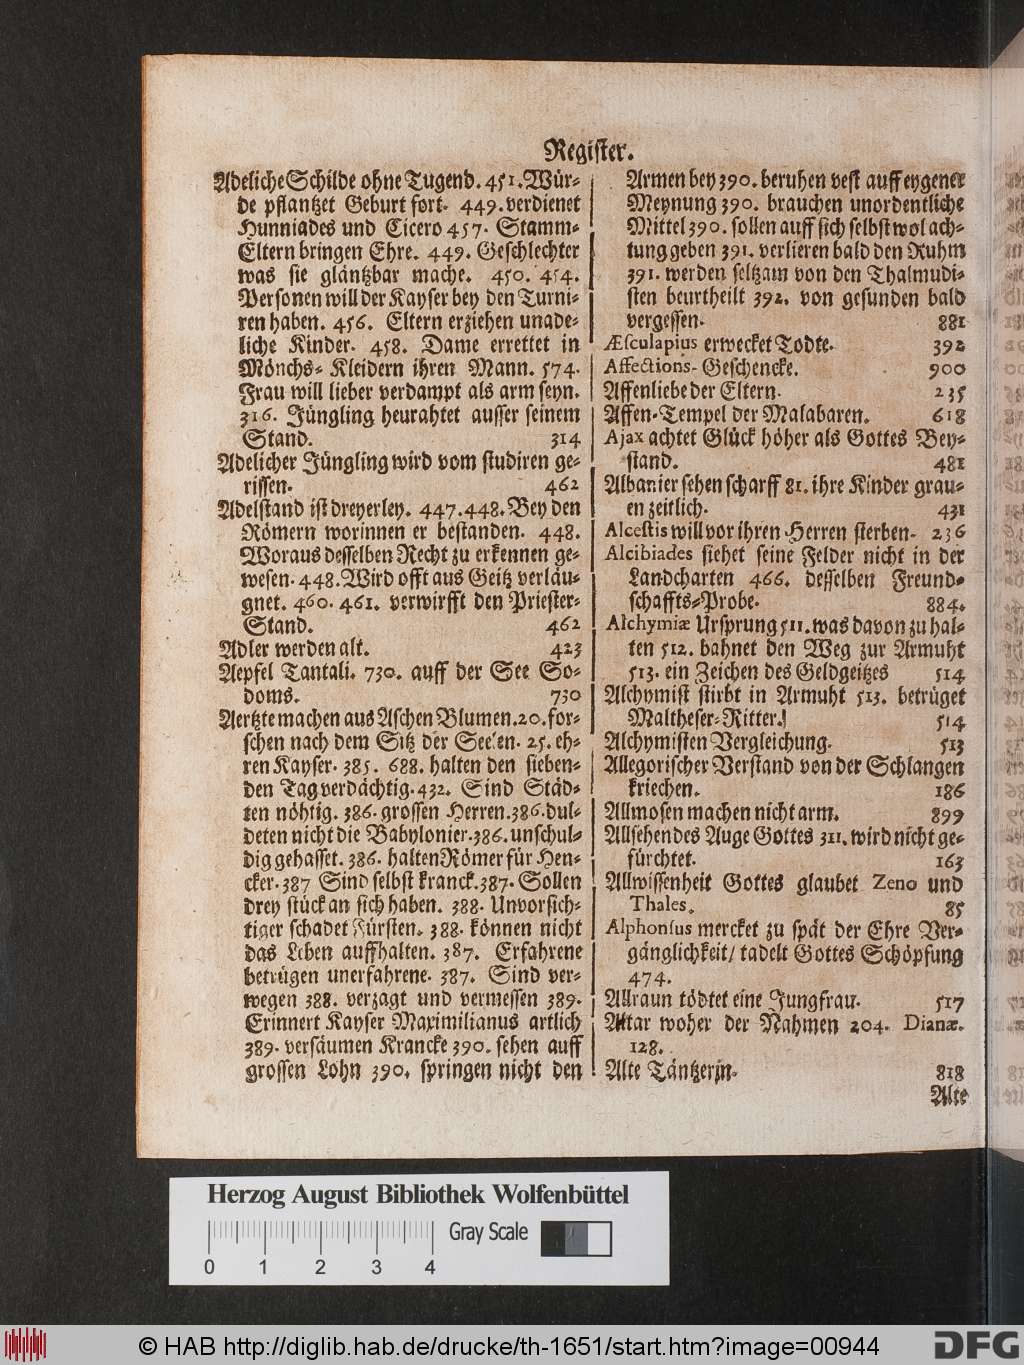 Register.
Adeliche Schilde ohne Tugend. 451. Wür-
de pflantzet Geburt fort. 449. verdienet
Hunniades und Cicero 457. Stamm-
Eltern bringen Ehre. 449. Geschlechter
was sie gläntzbar mache. 450. 454.
Personen will der Kayser bey den Turni-
ren haben. 456. Eltern erziehen unade-
liche Kinder. 458. Dame errettet in
Mönchs-Kleidern ihren Mann. 574.
Frau will lieber verdampt als arm seyn.
316. Jüngling heurahtet ausser seinem
Stand. 314
Adelicher Jüngling wird vom studiren ge-
rissen. 462
Adelstand ist dreyerley. 447. 448. Bey den
Römern worinnen er bestanden. 448.
Woraus desselben Recht zu erkennen ge-
wesen. 448. Wird offt aus Geitz verläu-
gnet. 460. 461. verwirfft den Priester-
Stand. 462
Adler werden alt. 423
Aepfel Tantali. 730. auff der See So-
doms. 730
Aertzte machen aus Aschen Blumen. 20. for-
schen nach dem Sitz der Seelen. 25. eh-
ren Kayser. 385. 688. halten den sieben-
den Tag verdächtig. 432. Sind Städ-
ten nöhtig. 386. grossen Herren. 386. dul-
deten nicht die Babylonier. 386. unschul-
dig gehasset. 386. halten Römer für Hen-
cker. 387 Sind selbst kranck. 387. Sollen
drey stück an sich haben. 388. Unvorsich-
tiger schadet Fürsten. 388. können nicht
das Leben auffhalten. 387. Erfahrene
betrügen unerfahrene. 387. Sind ver-
wegen 388. verzagt und vermessen 389.
Erinnert Kayser Maximilianus artlich
389. versäumen Krancke 390. sehen auff
grossen Lohn 390. springen nicht den
Armen bey 390. beruhen vest auff eygener
Meynung 390. brauchen unordentliche
Mittel 390. sollen auff sich selbst wol ach-
tung geben 391. verlieren bald den Ruhm
391. werden seltzam von den Thalmudi-
sten beurtheilt 392. von gesunden bald
vergessen. 881
Æsculapius erwecket Todte. 392
Affections-Geschencke. 900
Affenliebe der Eltern. 235
Affen-Tempel der Malabaren. 618
Ajax achtet Glück höher als Gottes Bey-
stand. 481
Albanier sehen scharff 81. ihre Kinder grau-
en zeitlich. 431
Alcestis will vor ihren Herren sterben. 236
Alcibiades siehet seine Felder nicht in der
Landcharten 466. desselben Freund-
schaffts-Probe. 884.
Alchymiæ Ursprung 511. was davon zu hal-
ten 512. bahnet den Weg zur Armuht
513. ein Zeichen des Geldgeitzes 514
Alchymist stirbt in Armuht 513. betrüget
Maltheser-Ritter. 514
Alchymisten Vergleichung. 513
Allegorischer Verstand von der Schlangen
kriechen. 186
Allmosen machen nicht arm. 899
Allsehendes Auge Gottes 311. wird nicht ge-
fürchtet. 163
Allwissenheit Gottes glaubet Zeno und
Thales. 85
Alphonsus mercket zu spät der Ehre Ver-
gänglichkeit/ tadelt Gottes Schöpfung
474.
Allraun tödtet eine Jungfrau. 517
Altar woher der Nahmen 204. Dianæ.
128.
Alte Täntzerin. 818
Alte
Herzog August Bibliothek Wolfenbüttel
Gray Scale
0 1 2 3 4
© HAB http://diglib.hab.de/drucke/th-1651/start.htm?image=00944
DFG